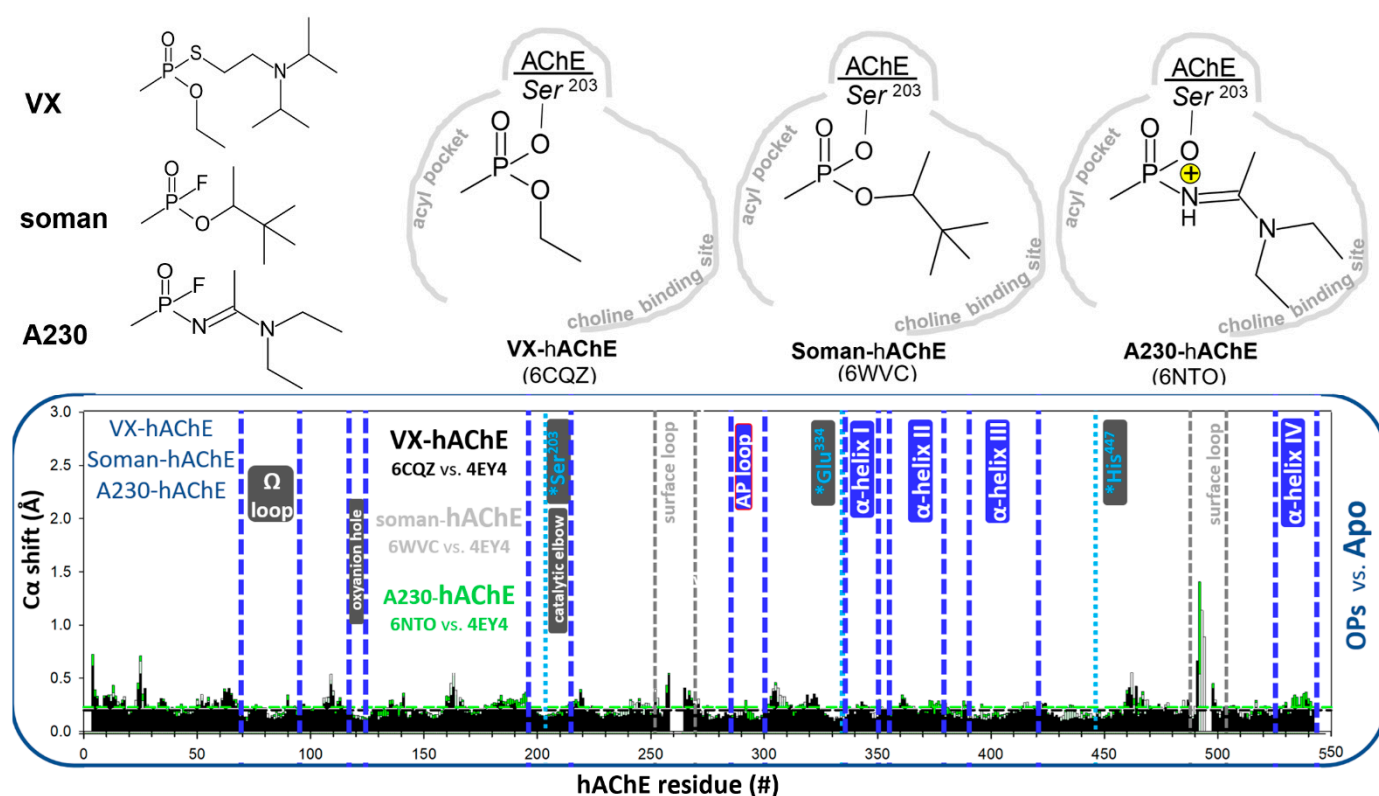 VX
O
P
S
N
O
soman
O
P
F
O
A230
O
P
F
N
N
AChE
Ser 203
acyl pocket
choline binding site
O
P
O
O
VX-hAChE
(6CQZ)
AChE
Ser 203
acyl pocket
choline binding site
O
P
O
O
Soman-hAChE
(6WVC)
AChE
Ser 203
acyl pocket
choline binding site
O
P
O
+
N
H
N
A230-hAChE
(6NTO)
Cα shift (Å)
3.0
2.5
2.0
1.5
1.0
0.5
0.0
VX-hAChE
Soman-hAChE
A230-hAChE
Ω
loop
oxyanion hole
VX-hAChE
6CQZ vs. 4EY4
soman-hAChE
6WVC vs. 4EY4
A230-hAChE
6NTO vs. 4EY4
*Ser203
catalytic elbow
surface loop
AP loop
*Glu334
α-helix I
α-helix II
α-helix III
*His447
surface loop
α-helix IV
OPs vs. Apo
0 50 100 150 200 250 300 350 400 450 500 550
hAChE residue (#)